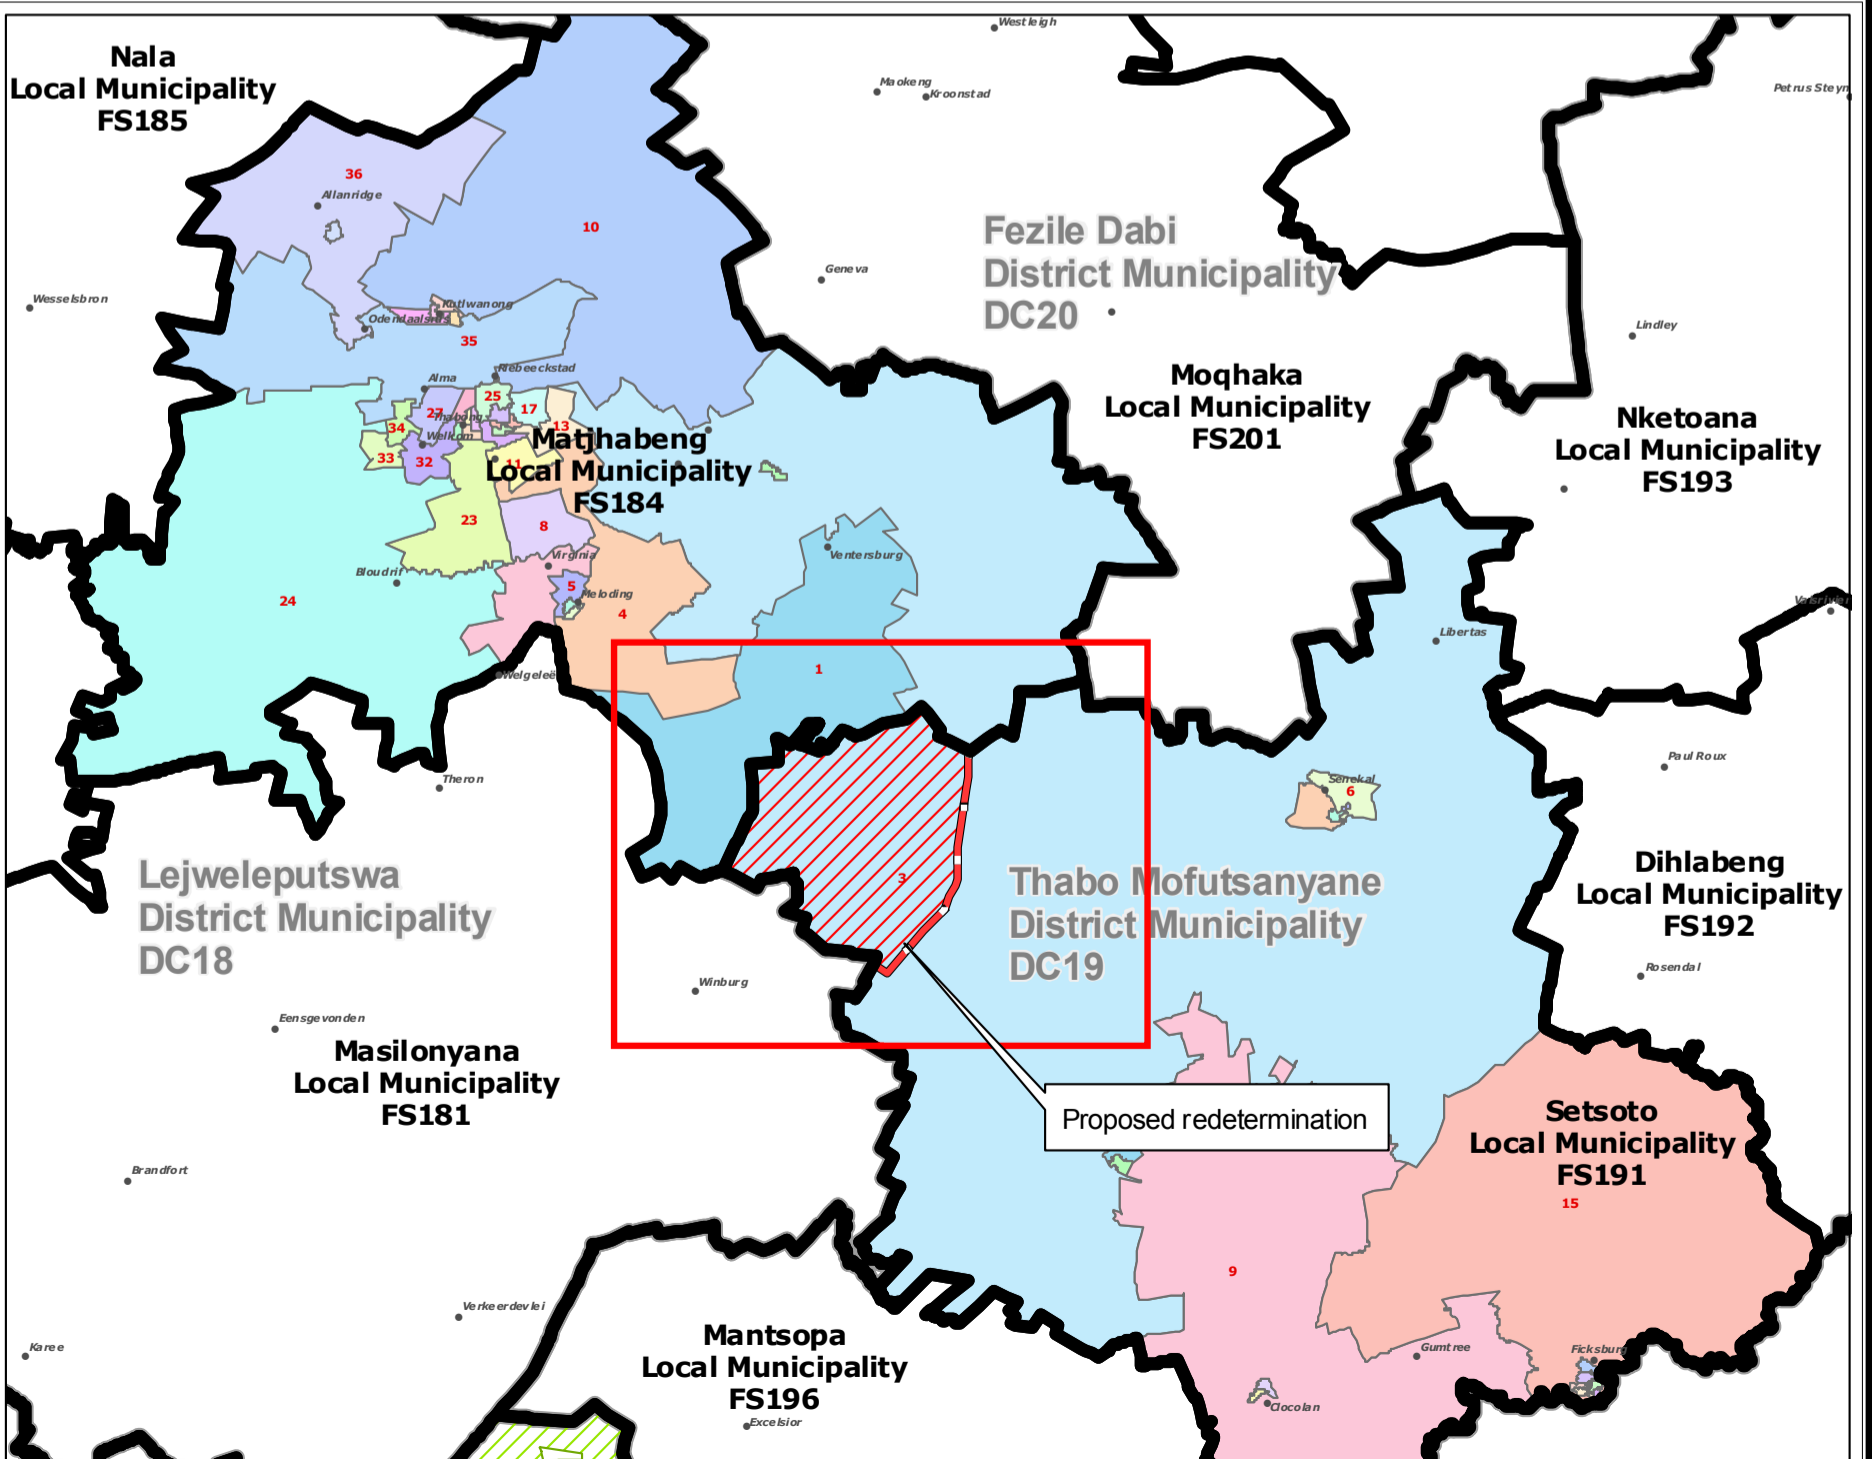 Westleigh
Nala
Local Municipality
FS185
Maokeng
Kroonstad
Petrus Steyn
36
Allanridge
10
Fezile Dabi
District Municipality
DC20
Geneva
Wesselsbron
Kutlwanong
Odendaalsrus
35
Lindley
Riebeeckstad
Alma
Moqhaka
Local Municipality
FS201
25
17
27
Thabong
13
34
Welkom
33
32
11
Matjhabeng
Local Municipality
FS184
Nketoana
Local Municipality
FS193
23
8
Virginia
Ventersburg
Bloudrif
5
Meloding
4
24
Libertas
1
Welgeleë
Theron
Paul Roux
Senekal
6
3
Lejweleputswa
District Municipality
DC18
Thabo Mofutsanyane
District Municipality
DC19
Dihlabeng
Local Municipality
FS192
Winburg
Rosendal
Eensgevonden
Masilonyana
Local Municipality
FS181
Proposed redetermination
Setsoto
Local Municipality
FS191
15
Brandfort
9
Verkeerdevlei
Mantsopa
Local Municipality
FS196
Karee
Gumtree
Ficksburg
Clocolan
Excelsior